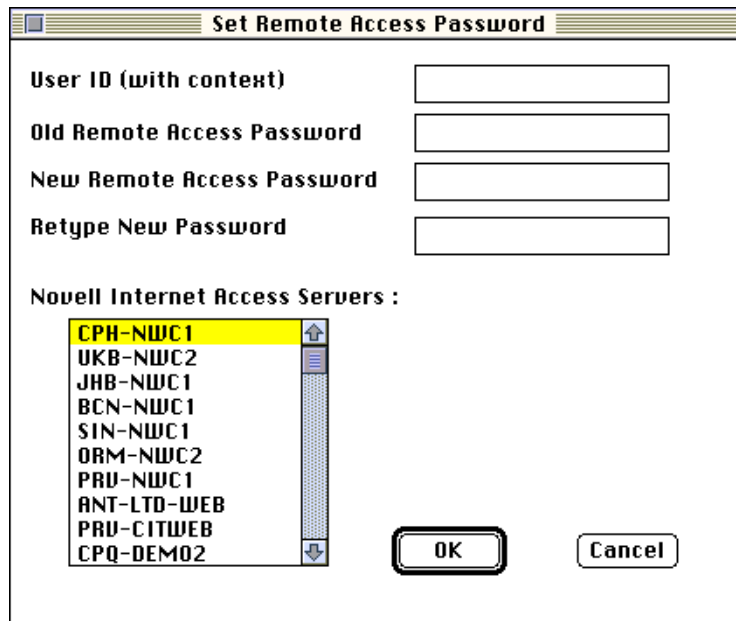 Set Remote Access Password
User ID (with context)
Old Remote Access Password
New Remote Access Password
Retype New Password
Novell Internet Access Servers :
CPH-NWC1
UKB-NWC2
JHB-NWC1
BCN-NWC1
SIN-NWC1
ORM-NWC2
PRV-NWC1
ANT-LTD-WEB
PRV-CITWEB
CPQ-DEMO2
OK
Cancel